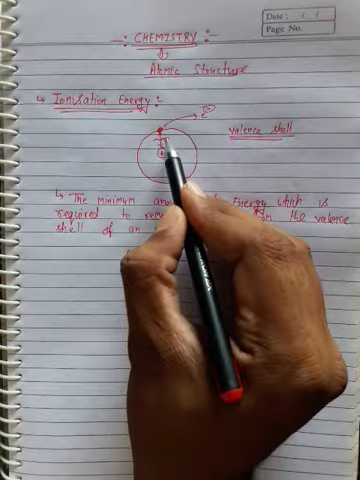 Date : / /
Page No.
-: CHEMISTRY :-
Atomic Structure
Ionisation Energy :-
e
valence shell
+
The minimum Energy which is
required to the valence
shell of an